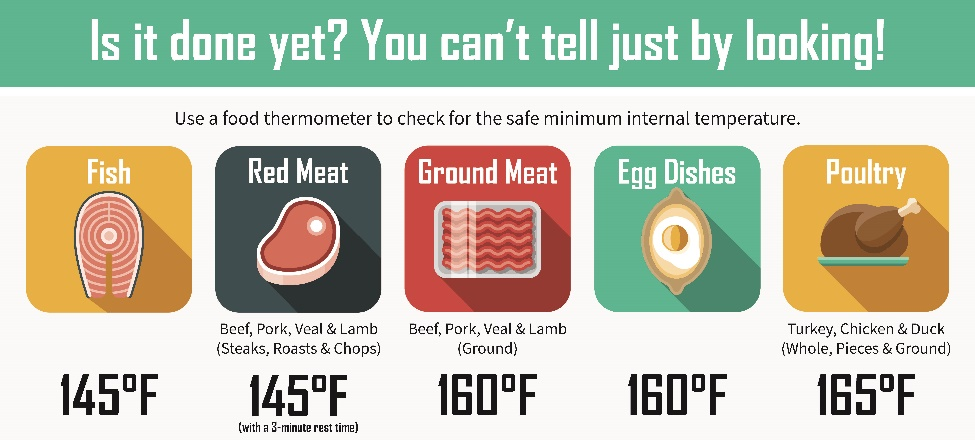 Is it done yet? You can't tell just by looking!
Use a food thermometer to check for the safe minimum internal temperature.
Fish
Red Meat
Ground Meat
Egg Dishes
Poultry
Beef, Pork, Veal & Lamb
(Steaks, Roasts & Chops)
Beef, Pork, Veal & Lamb
(Ground)
Turkey, Chicken & Duck
(Whole, Pieces & Ground)
145°F
145°F
(with a 3-minute rest time)
160°F
160°F
165°F